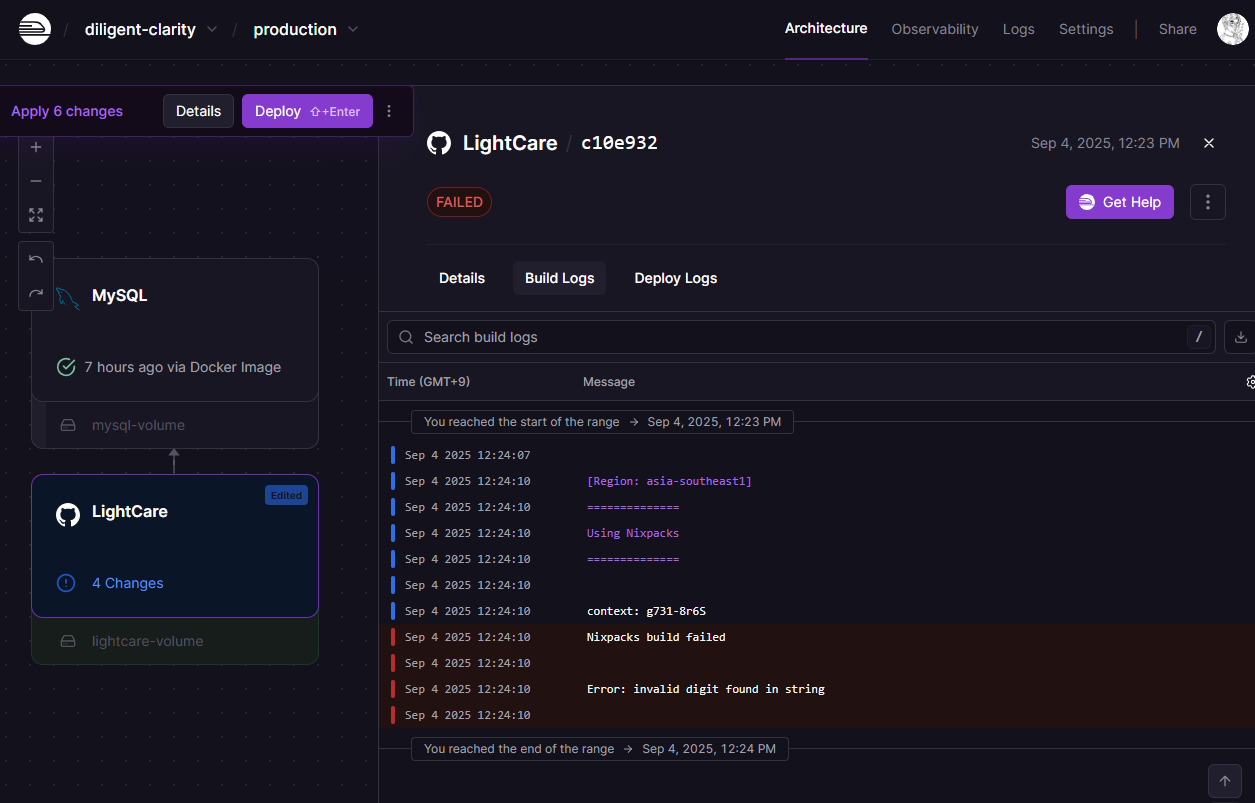 / diligent-clarity / production
Architecture Observability Logs Settings Share
Apply 6 changes Details Deploy ⇧+Enter
LightCare / c10e932 Sep 4, 2025, 12:23 PM
FAILED
Get Help
Details Build Logs Deploy Logs
Search build logs /
Time (GMT+9) Message
You reached the start of the range → Sep 4, 2025, 12:23 PM
Sep 4 2025 12:24:07
Sep 4 2025 12:24:10 [Region: asia-southeast1]
Sep 4 2025 12:24:10 ==============
Sep 4 2025 12:24:10 Using Nixpacks
Sep 4 2025 12:24:10 ==============
Sep 4 2025 12:24:10
Sep 4 2025 12:24:10 context: g731-8r6S
Sep 4 2025 12:24:10 Nixpacks build failed
Sep 4 2025 12:24:10
Sep 4 2025 12:24:10 Error: invalid digit found in string
Sep 4 2025 12:24:10
You reached the end of the range → Sep 4, 2025, 12:24 PM
MySQL
7 hours ago via Docker Image
mysql-volume
Edited
LightCare
4 Changes
lightcare-volume